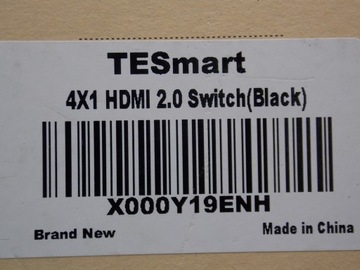 TESmart
4X1 HDMI 2.0 Switch(Black)
X000Y19ENH
Brand New Made in China